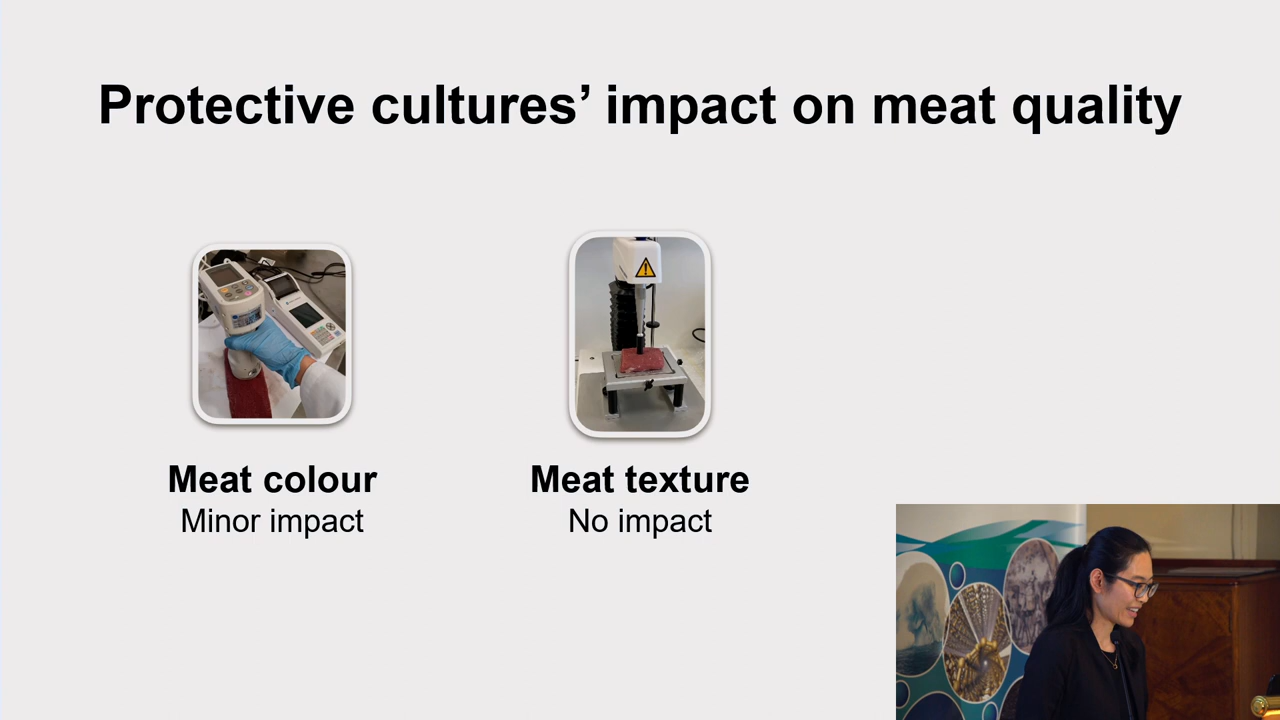 Protective cultures’ impact on meat quality
Meat colour
Minor impact
Meat texture
No impact